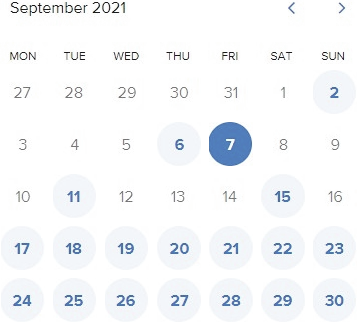 September 2021
MON TUE WED THU FRI SAT SUN
27 28 29 30 31 1 2
3 4 5 6 7 8 9
10 11 12 13 14 15 16
17 18 19 20 21 22 23
24 25 26 27 28 29 30